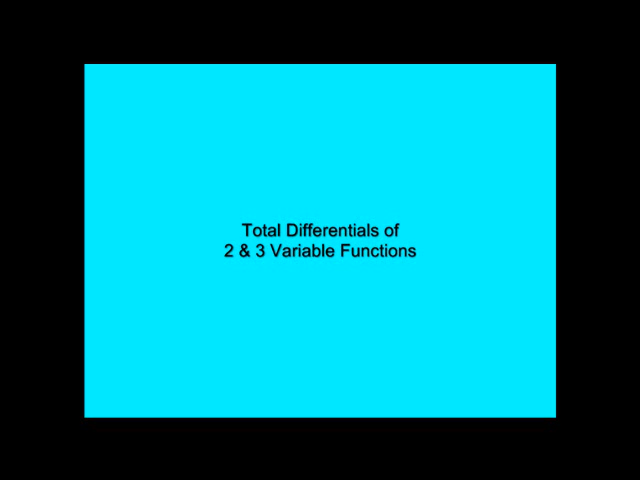 Total Differentials of
2 & 3 Variable Functions